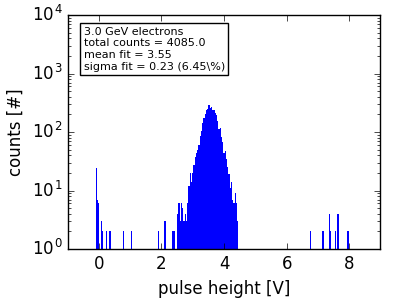 10^4
3.0 GeV electrons
total counts = 4085.0
mean fit = 3.55
sigma fit = 0.23 (6.45\%)
10^3
10^2
10^1
10^0
counts [#]
0 2 4 6 8
pulse height [V]